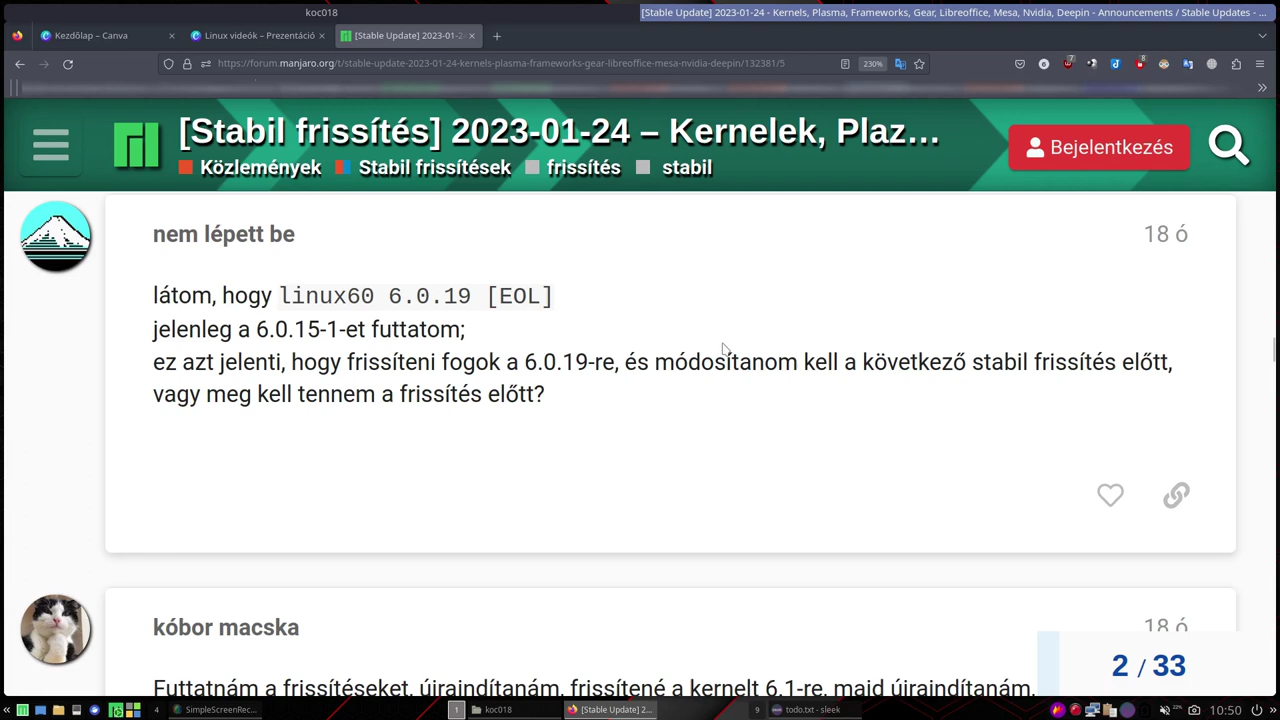 koc018
[Stable Update] 2023-01-24 - Kernels, Plasma, Frameworks, Gear, Libreoffice, Mesa, Nvidia, Deepin - Announcements / Stable Updates - ...
Kezdőlap – Canva
Linux videók – Prezentáció
[Stable Update] 2023-01-2
https://forum.manjaro.org/t/stable-update-2023-01-24-kernels-plasma-frameworks-gear-libreoffice-mesa-nvidia-deepin/132381/5
230%
[Stabil frissítés] 2023-01-24 – Kernelek, Plaz…
Közlemények Stabil frissítések frissítés stabil
Bejelentkezés
nem lépett be
18 ó
látom, hogy linux60 6.0.19 [EOL]
jelenleg a 6.0.15-1-et futtatom;
ez azt jelenti, hogy frissíteni fogok a 6.0.19-re, és módosítanom kell a következő stabil frissítés előtt,
vagy meg kell tennem a frissítés előtt?
kóbor macska
18 ó
Futtatnám a frissítéseket, újraindítanám, frissítené a kernelt 6.1-re, majd újraindítanám.
2 / 33
4
SimpleScreenRec...
1
koc018
[Stable Update] 2...
9
todo.txt - sleek
22%
10:50